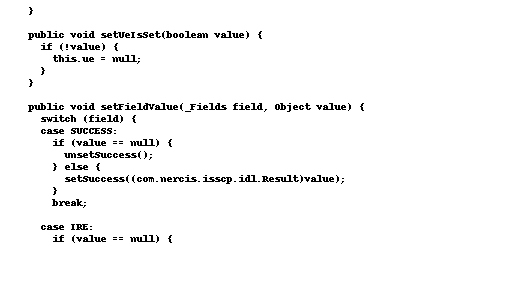 }
public void setUeIsSet(boolean value) {
if (!value) {
this.ue = null;
}
}
public void setFieldValue(_Fields field, Object value) {
switch (field) {
case SUCCESS:
if (value == null) {
unsetSuccess();
} else {
setSuccess((com.nercis.isscp.idl.Result)value);
}
break;
case IRE:
if (value == null) {